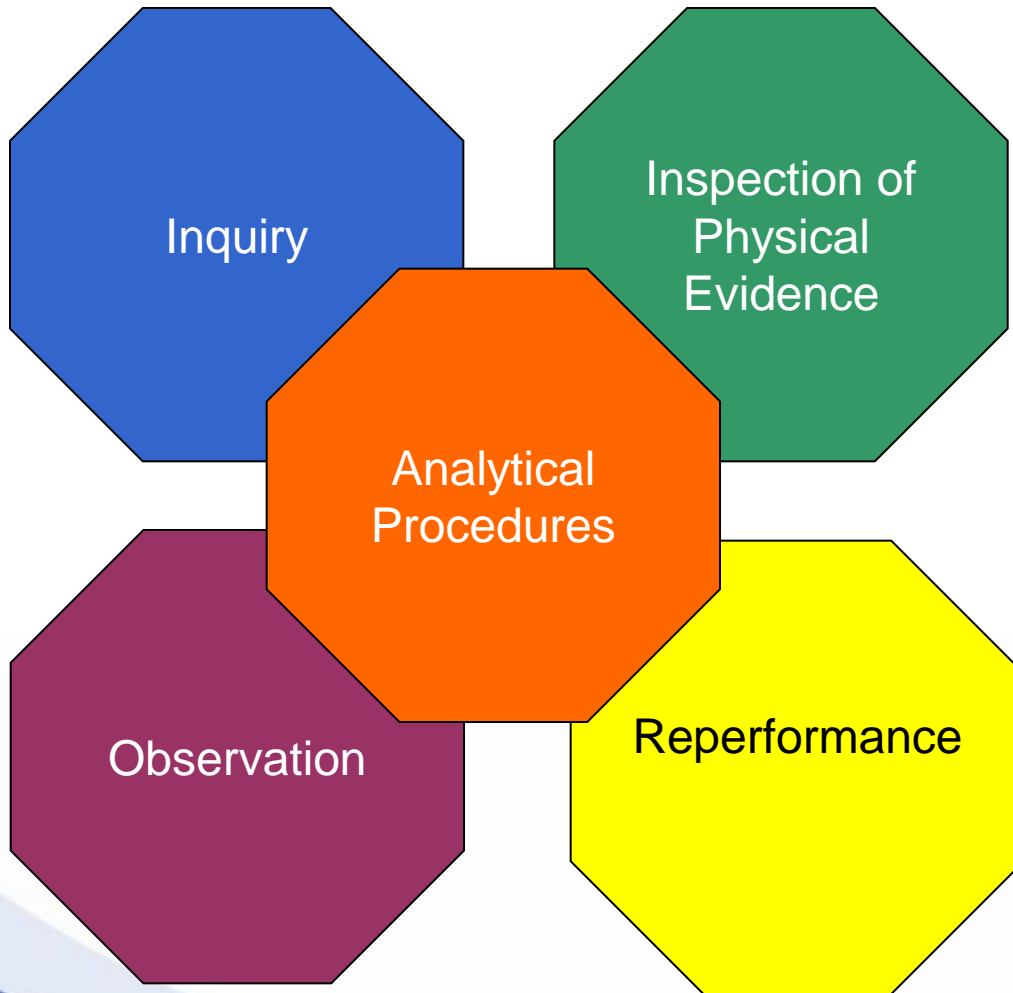 Inquiry
Inspection of
Physical
Evidence
Analytical
Procedures
Observation
Reperformance